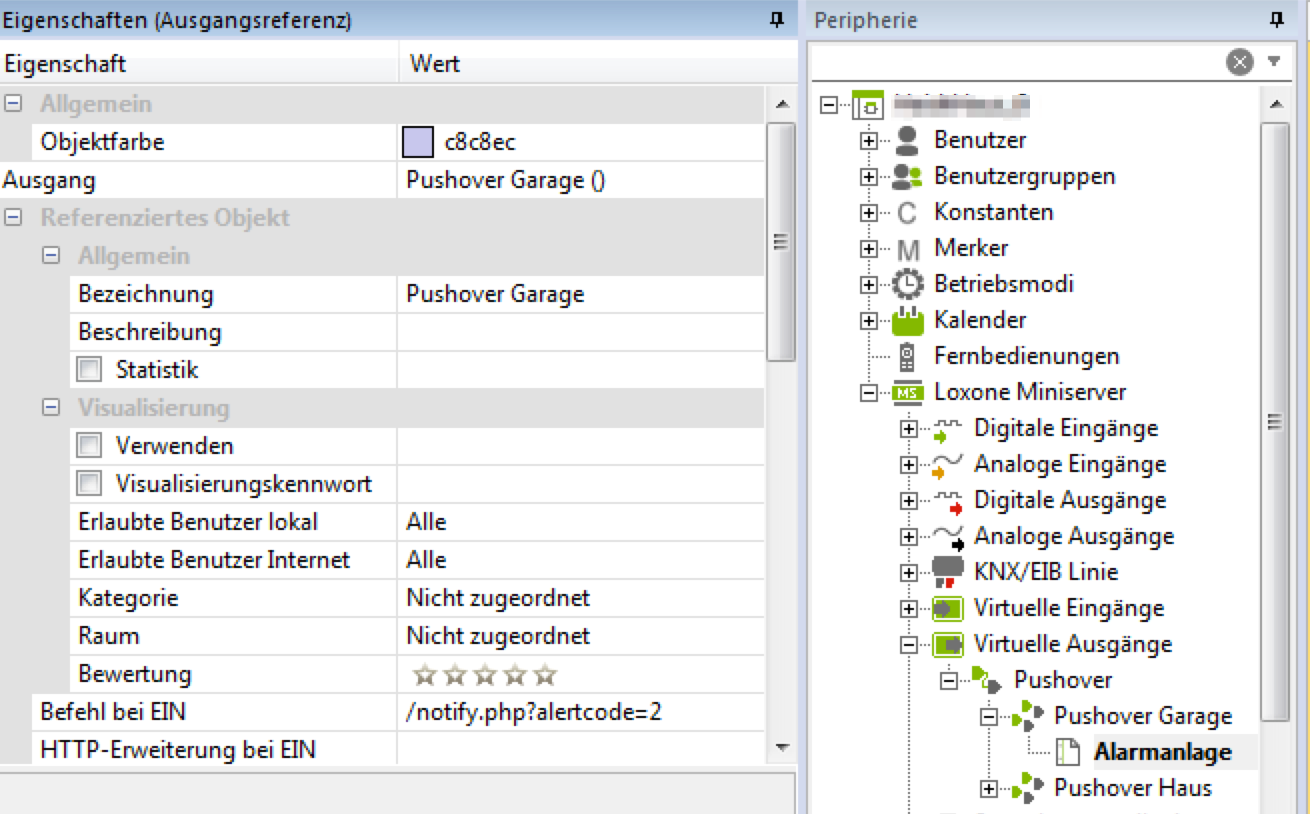 Eigenschaften (Ausgangsreferenz)
Eigenschaft Wert
Allgemein
Objektfarbe c8c8ec
Ausgang Pushover Garage ()
Referenziertes Objekt
Allgemein
Bezeichnung Pushover Garage
Beschreibung
Statistik
Visualisierung
Verwenden
Visualisierungskennwort
Erlaubte Benutzer lokal Alle
Erlaubte Benutzer Internet Alle
Kategorie Nicht zugeordnet
Raum Nicht zugeordnet
Bewertung
Befehl bei EIN /notify.php?alertcode=2
HTTP-Erweiterung bei EIN
Peripherie
Benutzer
Benutzergruppen
C Konstanten
M Merker
Betriebsmodi
Kalender
Fernbedienungen
MS Loxone Miniserver
Digitale Eingänge
Analoge Eingänge
Digitale Ausgänge
Analoge Ausgänge
KNX/EIB Linie
Virtuelle Eingänge
Virtuelle Ausgänge
Pushover
Pushover Garage
Alarmanlage
Pushover Haus